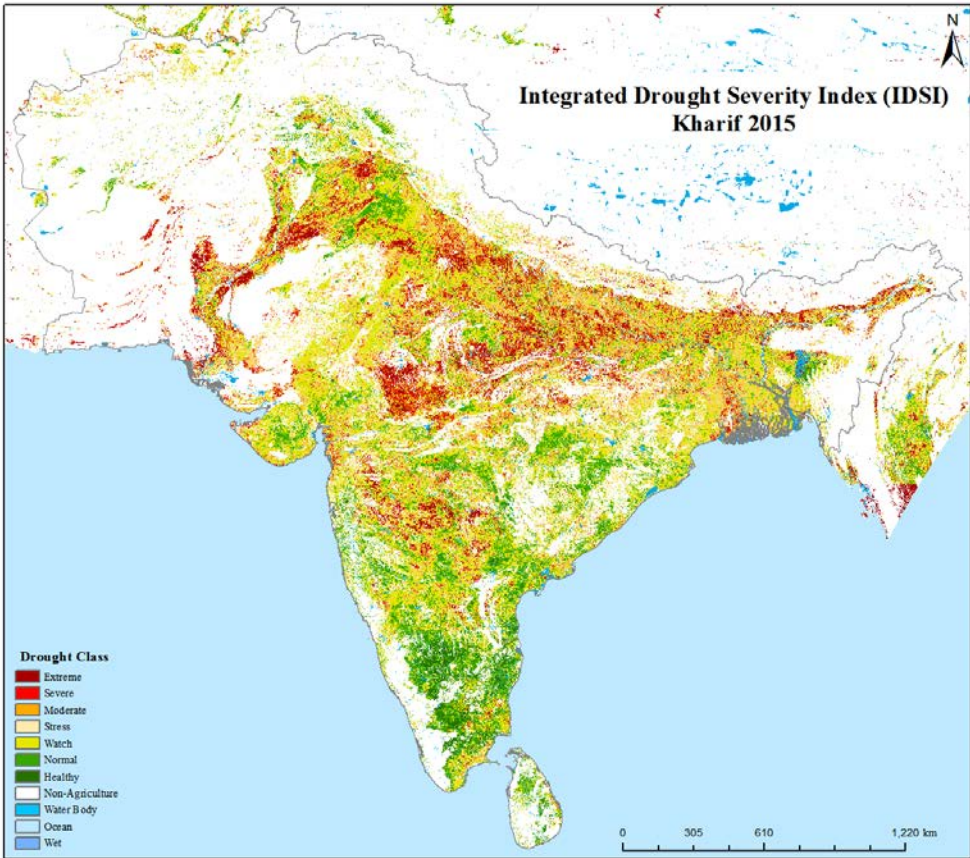 N
Integrated Drought Severity Index (IDSI)
Kharif 2015
Drought Class
Extreme
Severe
Moderate
Stress
Watch
Normal
Healthy
Non-Agriculture
Water Body
Ocean
Wet
0 305 610 1,220 km